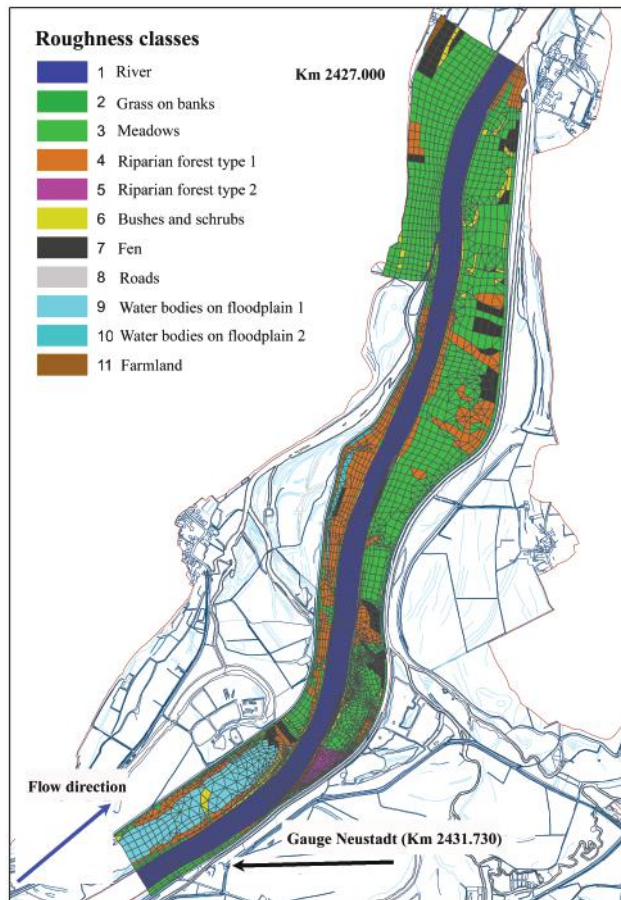 Roughness classes
1 River
2 Grass on banks
3 Meadows
4 Riparian forest type 1
5 Riparian forest type 2
6 Bushes and schrubs
7 Fen
8 Roads
9 Water bodies on floodplain 1
10 Water bodies on floodplain 2
11 Farmland
Km 2427.000
Flow direction
Gauge Neustadt (Km 2431.730)